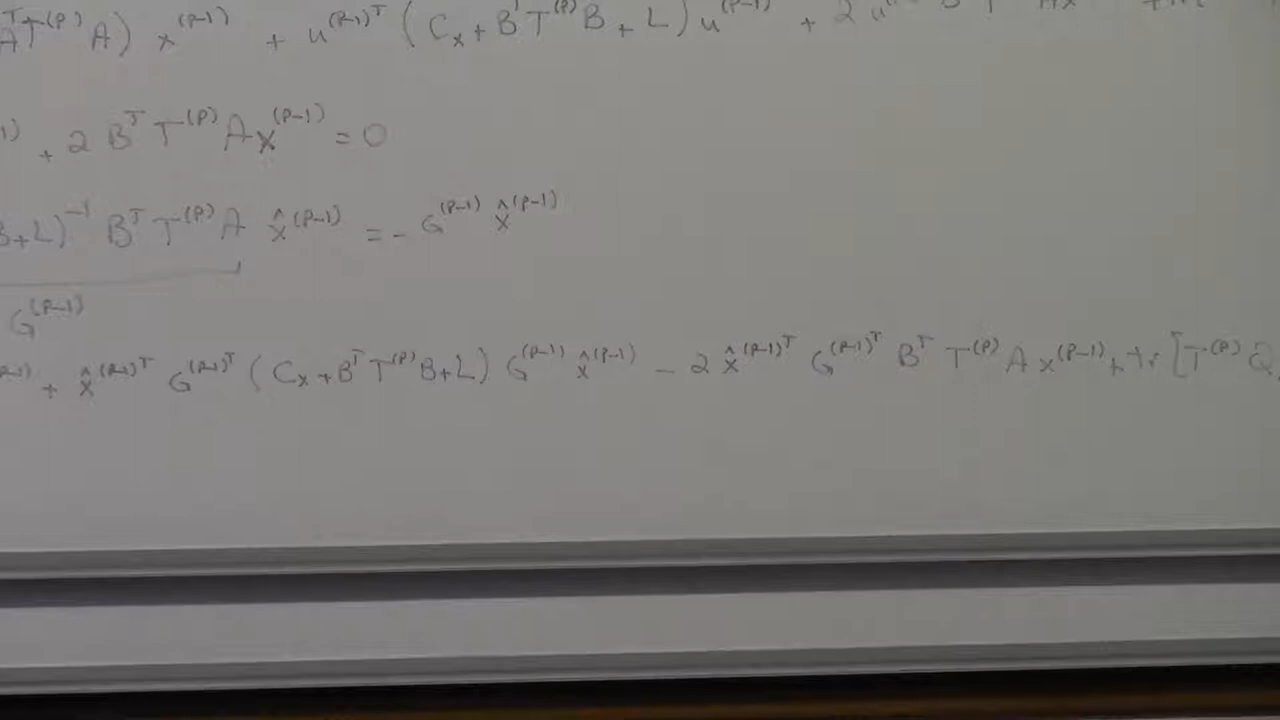 A^T T^(P) A) x^(P-1) + u^(P-1)^T (C_x + B^T T^(P) B + L) u^(P-1) + 2 u
+ 2 B^T T^(P) A x^(P-1) = 0
B+L)^-1 B^T T^(P) A x̂^(P-1) = - G^(P-1) x̂^(P-1)
G^(P-1)
+ x̂^(P-1)^T G^(P-1)^T (C_x + B^T T^(P) B+L) G^(P-1) x̂^(P-1) - 2 x̂^(P-1)^T G^(P-1)^T B^T T^(P) A x^(P-1) + tr [T^(P) Q